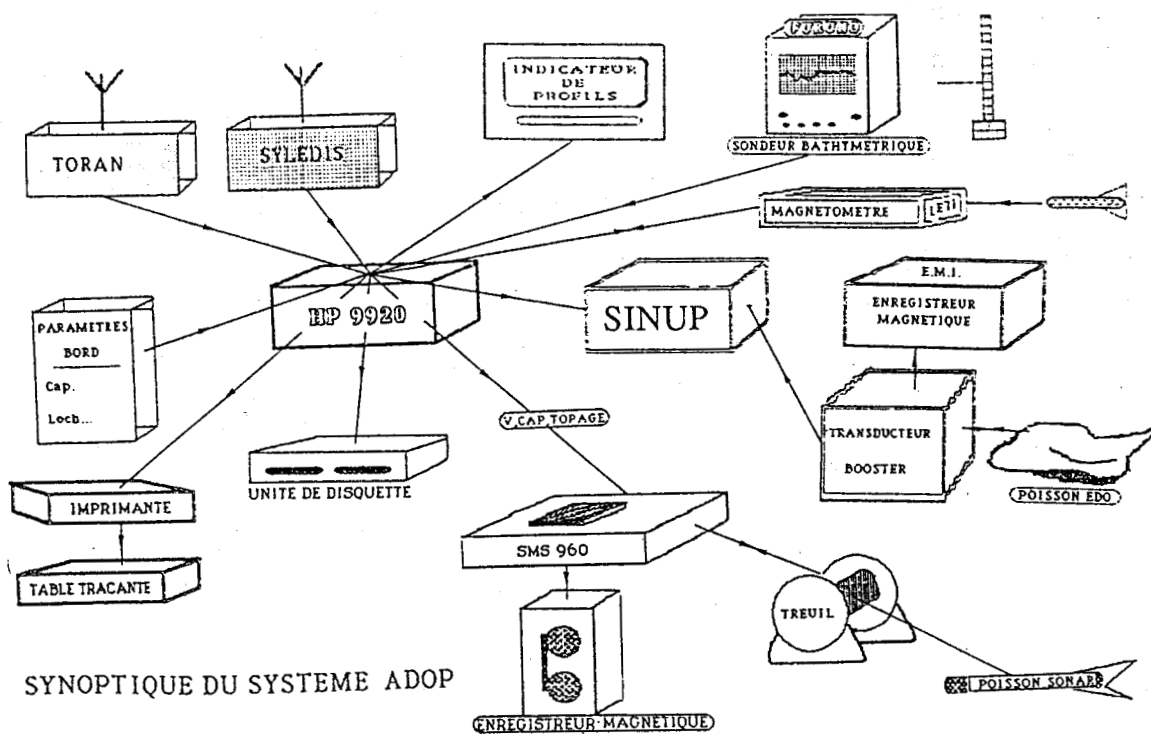 FURUNO
INDICATEUR
DE
PROFILS
TORAN
SYLEDIS
SONDEUR BATHYMETRIQUE
MAGNETOMETRE
LETI
HP 9920
SINUP
E.M.I.
ENREGISTREUR
MAGNETIQUE
PARAMETRES
BORD
Cap.
Loch...
V,CAP,TOPAGE
TRANSDUCTEUR
BOOSTER
POISSON EDO
UNITE DE DISQUETTE
IMPRIMANTE
SMS 960
TABLE TRACANTE
TREUIL
POISSON SONAR
SYNOPTIQUE DU SYSTEME ADOP
ENREGISTREUR-MAGNETIQUE